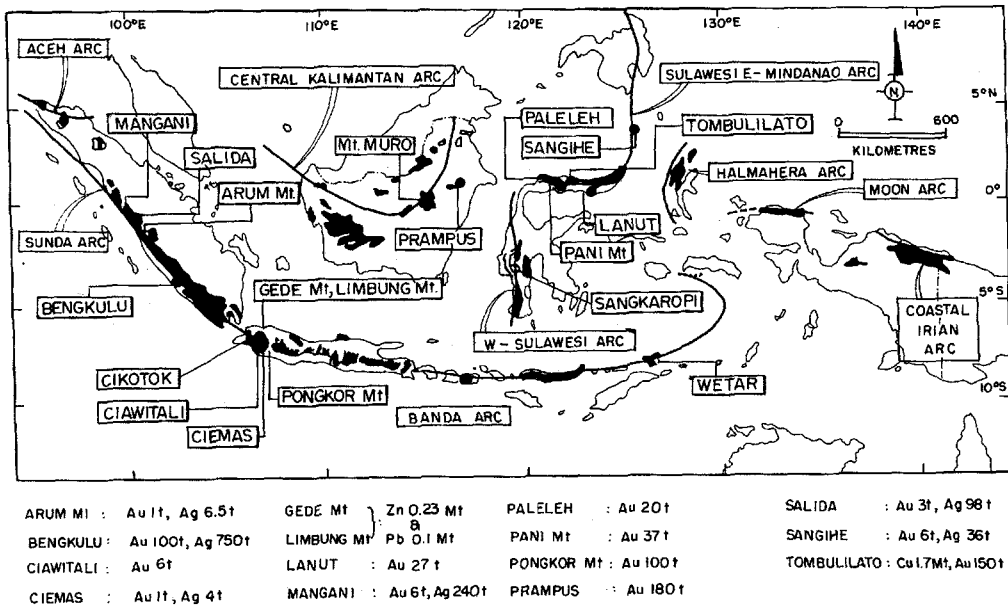 100°E 110°E 120°E 130°E 140°E
ACEH ARC
CENTRAL KALIMANTAN ARC
SULAWESI E-MINDANAO ARC
N
5°N
MANGANI
PALELEH
TOMBULILATO
0 600
KILOMETRES
SALIDA
Mt. MURO
SANGIHE
ARUM Mt.
HALMAHERA ARC
MOON ARC
0°
SUNDA ARC
PRAMPUS
LANUT
PANI Mt
BENGKULU
GEDE Mt, LIMBUNG Mt.
SANGKAROPI
5°S
COASTAL
IRIAN
ARC
W-SULAWESI ARC
CIKOTOK
WETAR
PONGKOR Mt
10°S
CIAWITALI
BANDA ARC
CIEMAS
ARUM Mt : Au 1t, Ag 6.5t
BENGKULU : Au 100t, Ag 750t
CIAWITALI : Au 6t
CIEMAS : Au 1t, Ag 4t
GEDE Mt } : Zn 0.23 Mt
&
LIMBUNG Mt Pb 0.1 Mt
LANUT : Au 27 t
MANGANI : Au 6t, Ag 240t
PALELEH : Au 20t
PANI Mt : Au 37t
PONGKOR Mt : Au 100t
PRAMPUS : Au 180t
SALIDA : Au 3t, Ag 98t
SANGIHE : Au 6t, Ag 36t
TOMBULILATO : Cu 1.7Mt, Au 150t